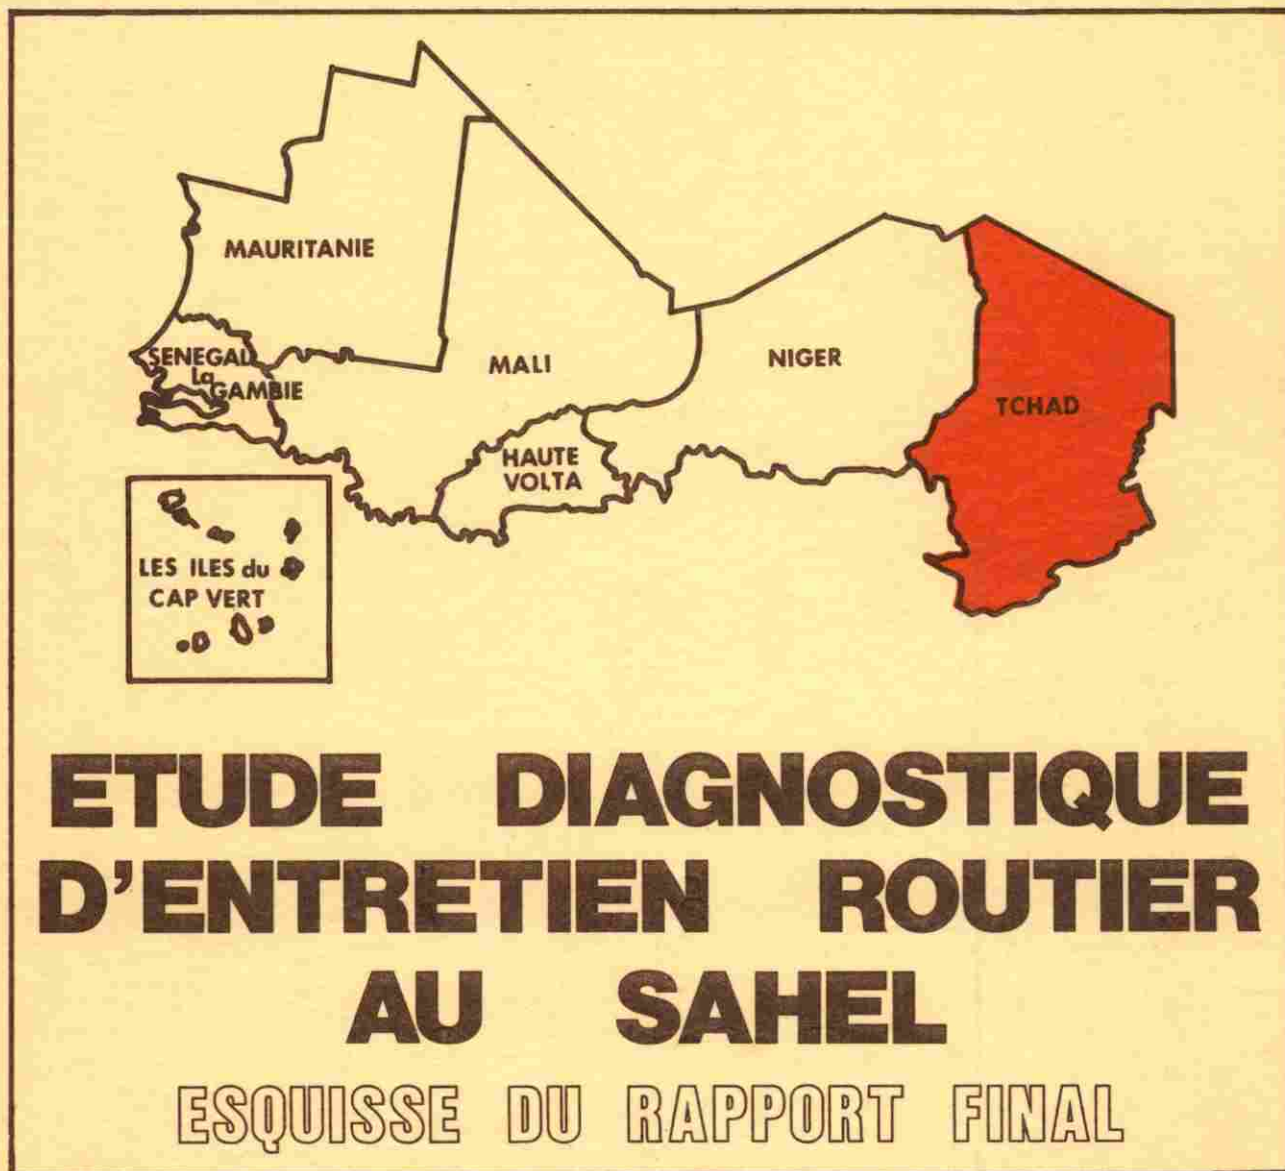 MAURITANIE
SENEGAL
La
GAMBIE
MALI
NIGER
TCHAD
HAUTE
VOLTA
LES ILES du
CAP VERT
ETUDE DIAGNOSTIQUE
D'ENTRETIEN ROUTIER
AU SAHEL
ESQUISSE DU RAPPORT FINAL